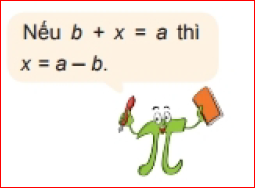 Nếu b + x = a thì
x = a – b.